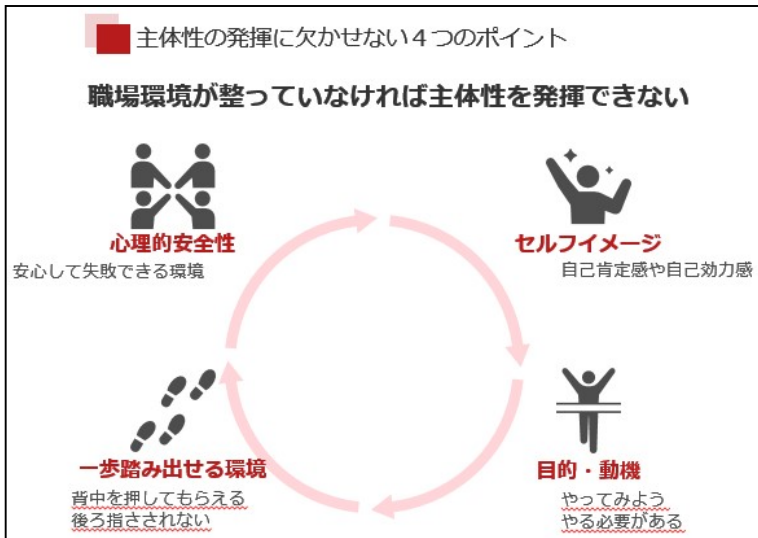 主体性の発揮に欠かせない４つのポイント
職場環境が整っていなければ主体性を発揮できない
心理的安全性
安心して失敗できる環境
セルフイメージ
自己肯定感や自己効力感
一歩踏み出せる環境
背中を押してもらえる
後ろ指さされない
目的・動機
やってみよう
やる必要がある